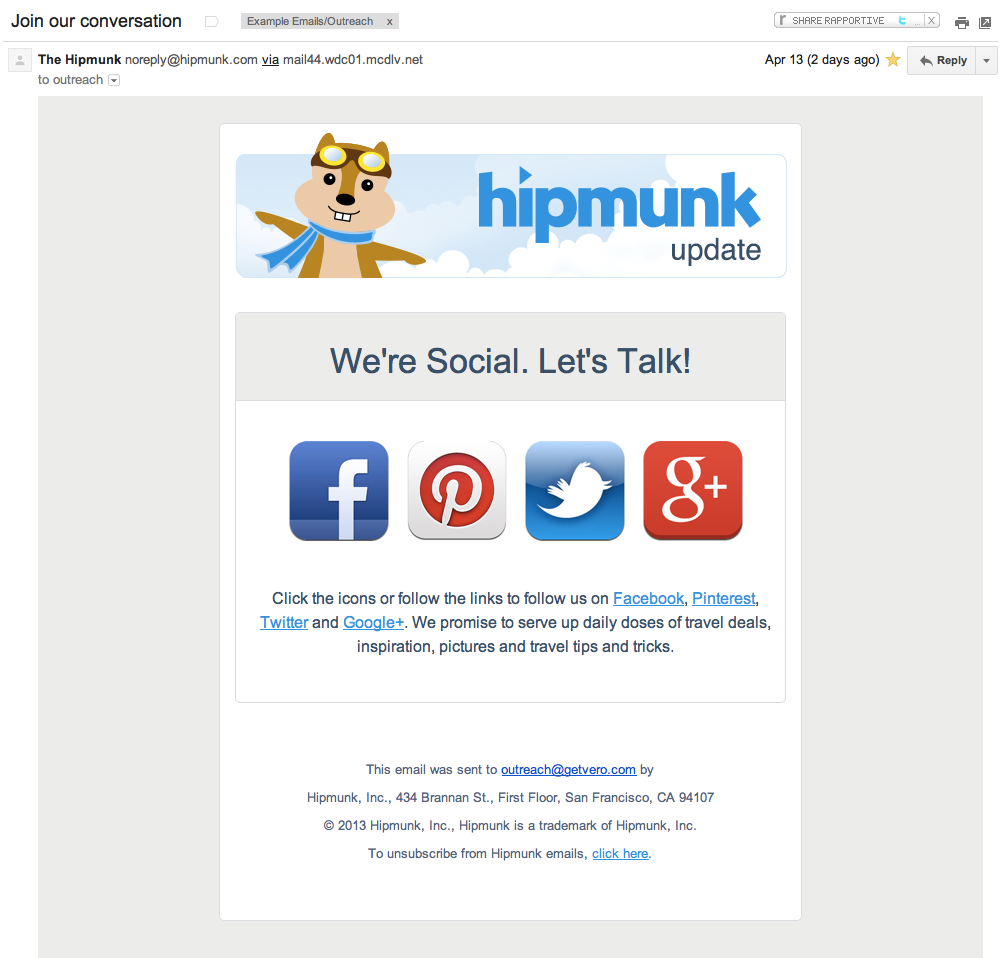 Join our conversation Example Emails/Outreach x r SHARE RAPPORTIVE t ... X
The Hipmunk noreply@hipmunk.com via mail44.wdc01.mcdlv.net Apr 13 (2 days ago) Reply
to outreach
hipmunk
update
We're Social. Let's Talk!
f p g+
Click the icons or follow the links to follow us on Facebook, Pinterest,
Twitter and Google+. We promise to serve up daily doses of travel deals,
inspiration, pictures and travel tips and tricks.
This email was sent to outreach@getvero.com by
Hipmunk, Inc., 434 Brannan St., First Floor, San Francisco, CA 94107
© 2013 Hipmunk, Inc., Hipmunk is a trademark of Hipmunk, Inc.
To unsubscribe from Hipmunk emails, click here.